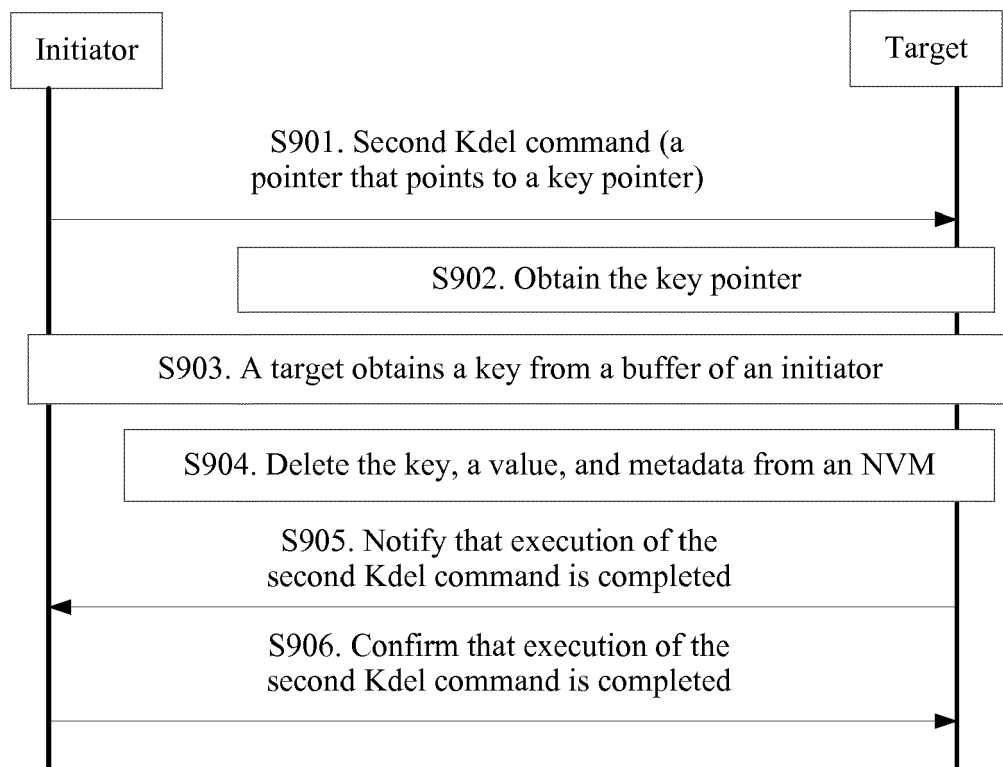 Initiator
Target
S901. Second Kdel command (a
pointer that points to a key pointer)
S902. Obtain the key pointer
S903. A target obtains a key from a buffer of an initiator
S904. Delete the key, a value, and metadata from an NVM
S905. Notify that execution of the
second Kdel command is completed
S906. Confirm that execution of the
second Kdel command is completed